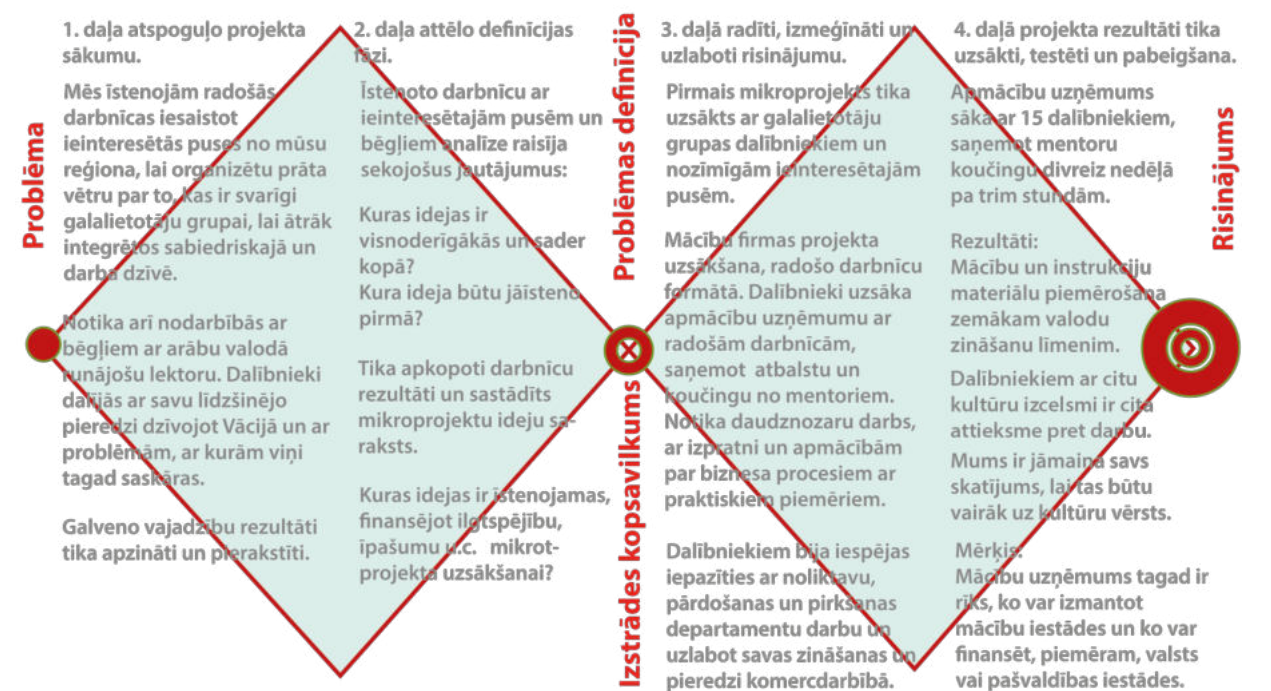 Problēma
1. daļa atspoguļo projekta
sākumu.
Mēs īstenojām radošās
darbnīcas iesaistot
ieinteresētās puses no mūsu
reģiona, lai organizētu prāta
vētru par to, kas ir svarīgi
galalietotāju grupai, lai ātrāk
integrētos sabiedriskajā un
darba dzīvē.
Notika arī nodarbībās ar
bēgļiem ar arābu valodā
runājošu lektoru. Dalībnieki
dalījās ar savu līdzšinējo
pieredzi dzīvojot Vācijā un ar
problēmām, ar kurām viņi
tagad saskāras.
Galveno vajadzību rezultāti
tika apzināti un pierakstīti.
2. daļa attēlo definīcijas
fāzi.
Īstenoto darbnīcu ar
ieinteresētajām pusēm un
bēgļiem analīze raisīja
sekojošus jautājumus:
Kuras idejas ir
visnoderīgākās un sader
kopā?
Kura ideja būtu jāīsteno
pirmā?
Tika apkopoti darbnīcu
rezultāti un sastādīts
mikroprojektu ideju sa-
raksts.
Kuras idejas ir īstenojamas,
finansējot ilgtspējību,
īpašumu u.c. mikrot-
projekta uzsākšanai?
Problēmas definīcija
Izstrādes kopsavilkums
3. daļā radīti, izmeģināti un
uzlaboti risinājumu.
Pirmais mikroprojekts tika
uzsākts ar galalietotāju
grupas dalībniekiem un
nozīmīgām ieinteresētajām
pusēm.
Mācību firmas projekta
uzsākšana, radošo darbnīcu
formātā. Dalībnieki uzsāka
apmācību uzņēmumu ar
radošām darbnīcām,
saņemot atbalstu un
koučingu no mentoriem.
Notika daudznozaru darbs,
ar izpratni un apmācībām
par biznesa procesiem ar
praktiskiem piemēriem.
Dalībniekiem bija iespējas
iepazīties ar noliktavu,
pārdošanas un pirkšanas
departamentu darbu un
uzlabot savas zināšanas un
pieredzi komercdarbībā.
4. daļā projekta rezultāti tika
uzsākti, testēti un pabeigšana.
Apmācību uzņēmums
sākā ar 15 dalībniekiem,
saņemot mentoru
koučingu divreiz nedēļā
pa trim stundām.
Rezultāti:
Mācību un instrukciju
materiālu piemērošana
zemākam valodu
zināšanu līmenim.
Dalībniekiem ar citu
kultūru izcelsmi ir cita
attieksme pret darbu.
Mums ir jāmaina savs
skatījums, lai tas būtu
vairāk uz kultūru vērsts.
Mērķis:
Mācību uzņēmums tagad ir
rīks, ko var izmantot
mācību iestādes un ko var
finansēt, piemēram, valsts
vai pašvaldības iestādes.
Risinājums